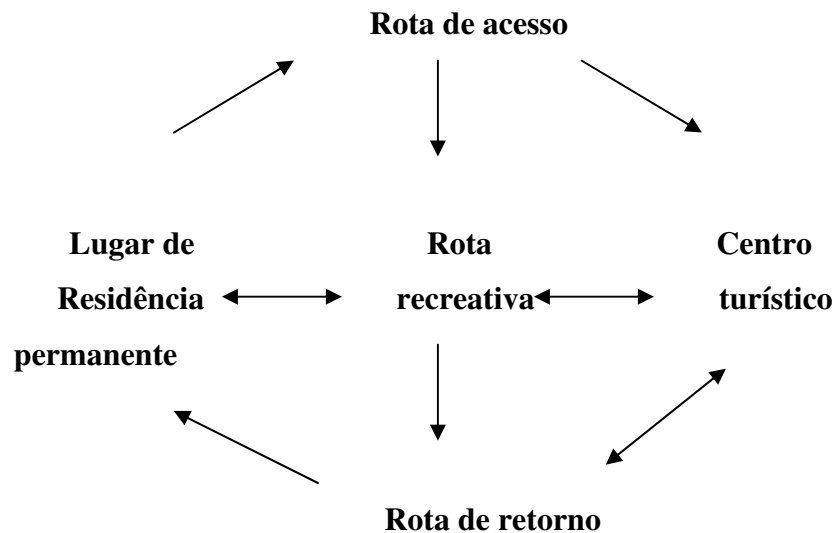 Rota de acesso
Lugar de
Residência
permanente
Rota
recreativa
Centro
turístico
Rota de retorno